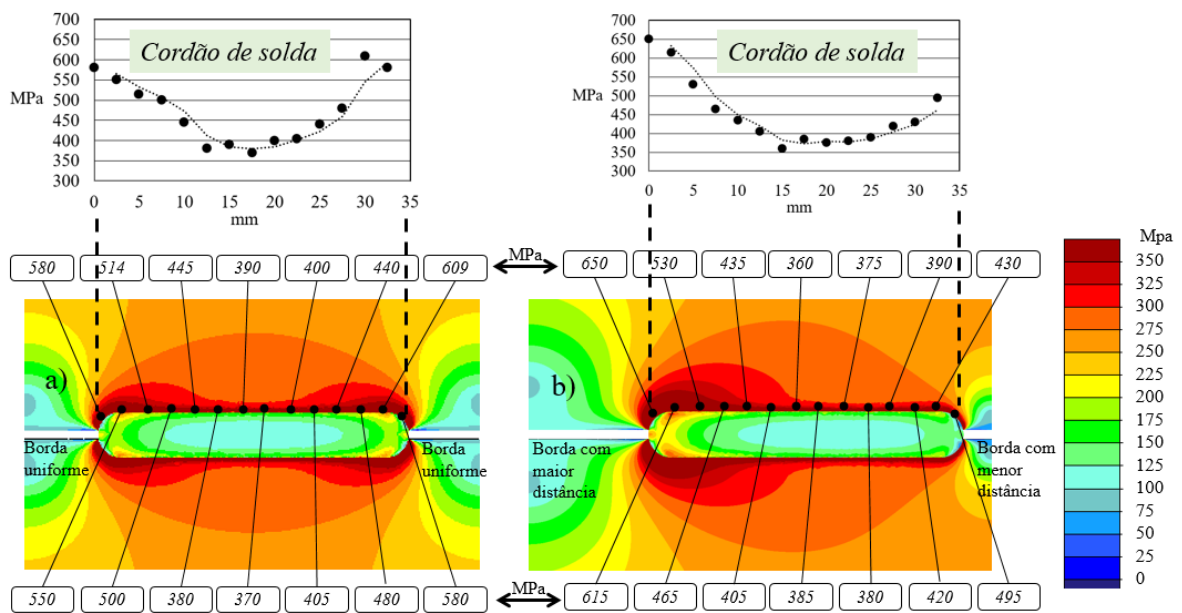 700
650
600
550
500
450
400
350
300
MPa
Cordão de solda
0 5 10 15 20 25 30 35
mm
700
650
600
550
500
450
400
350
300
MPa
Cordão de solda
0 5 10 15 20 25 30 35
mm
580 514 445 390 400 440 609
MPa
650 530 435 360 375 390 430
a)
Borda uniforme
Borda uniforme
b)
Borda com maior distância
Borda com menor distância
550 500 380 370 405 480 580
MPa
615 465 405 385 380 420 495
Mpa
350
325
300
275
250
225
200
175
150
125
100
75
50
25
0